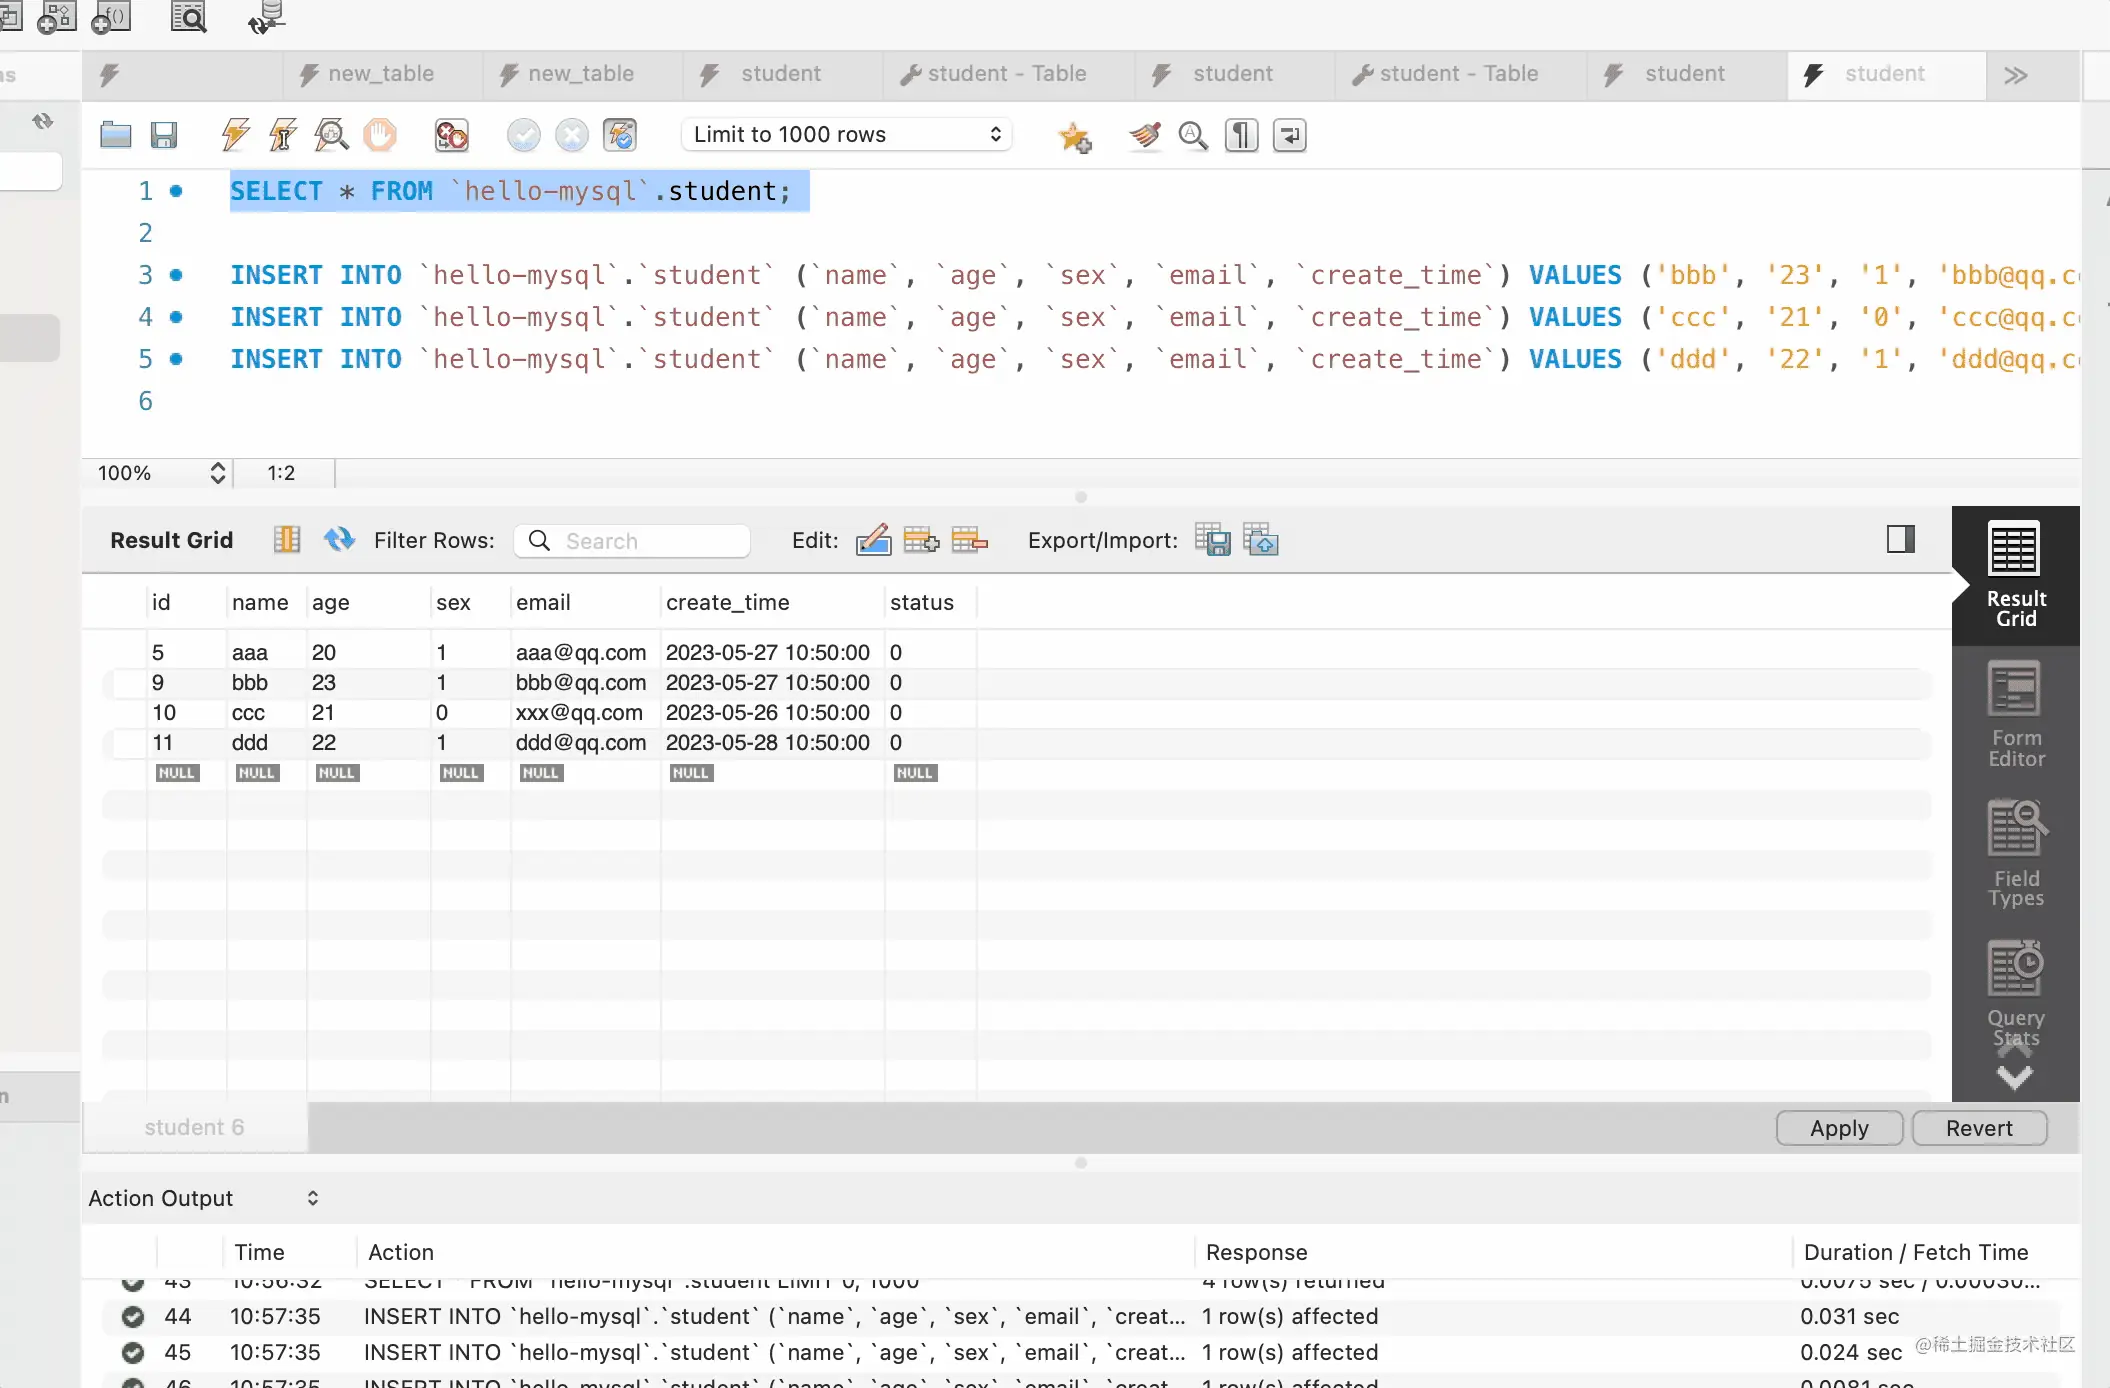 ns
new_table new_table student student - Table student student - Table student student
Limit to 1000 rows
1 SELECT * FROM `hello-mysql`.student;
2
3 INSERT INTO `hello-mysql`.`student` (`name`, `age`, `sex`, `email`, `create_time`) VALUES ('bbb', '23', '1', 'bbb@qq.c
4 INSERT INTO `hello-mysql`.`student` (`name`, `age`, `sex`, `email`, `create_time`) VALUES ('ccc', '21', '0', 'ccc@qq.c
5 INSERT INTO `hello-mysql`.`student` (`name`, `age`, `sex`, `email`, `create_time`) VALUES ('ddd', '22', '1', 'ddd@qq.c
6
100% 1:2
Result Grid Filter Rows: Search Edit: Export/Import:
id name age sex email create_time status
5 aaa 20 1 aaa@qq.com 2023-05-27 10:50:00 0
9 bbb 23 1 bbb@qq.com 2023-05-27 10:50:00 0
10 ccc 21 0 xxx@qq.com 2023-05-26 10:50:00 0
11 ddd 22 1 ddd@qq.com 2023-05-28 10:50:00 0
NULL NULL NULL NULL NULL NULL NULL
Result
Grid
Form
Editor
Field
Types
Query
Stats
student 6 Apply Revert
Action Output
Time Action Response Duration / Fetch Time
43 10:56:32 SELECT * FROM `hello-mysql`.student LIMIT 0, 1000 4 row(s) returned 0.0075 sec / 0.00030...
44 10:57:35 INSERT INTO `hello-mysql`.`student` (`name`, `age`, `sex`, `email`, `creat... 1 row(s) affected 0.031 sec
45 10:57:35 INSERT INTO `hello-mysql`.`student` (`name`, `age`, `sex`, `email`, `creat... 1 row(s) affected 0.024 sec
46 10:57:35 INSERT INTO `hello-mysql`.`student` (`name`, `age`, `sex`, `email`, `creat... 1 row(s) affected 0.0081 sec
@稀土掘金技术社区